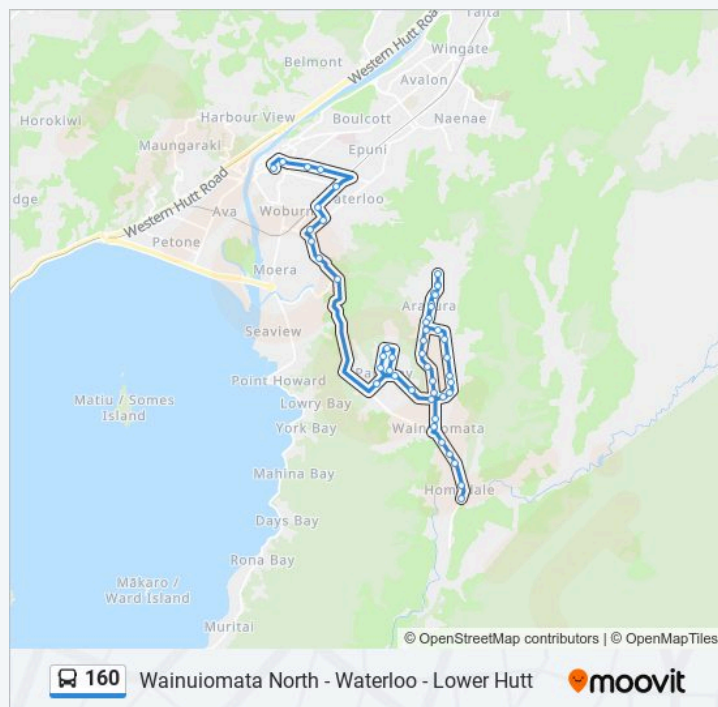 Taita
Western Hutt Road
Wingate
Belmont
Avalon
Horokiwi
Harbour View
Boulcott
Naenae
Maungaraki
Epuni
dge
Western Hutt Road
Ava
Woburn
aterloo
Petone
Moera
Arakura
Seaview
Point Howard
Matiu / Somes
Island
Lowry Bay
York Bay
Wainuiomata
Mahina Bay
Days Bay
Rona Bay
Mākaro /
Ward Island
Muritai
© OpenStreetMap contributors | © OpenMapTiles
160 Wainuiomata North - Waterloo - Lower Hutt moovit